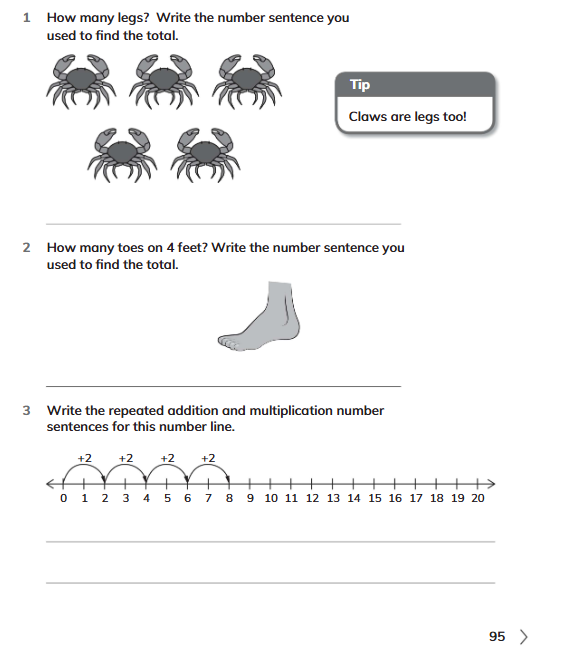 1 How many legs? Write the number sentence you
used to find the total.
Tip
Claws are legs too!
2 How many toes on 4 feet? Write the number sentence you
used to find the total.
3 Write the repeated addition and multiplication number
sentences for this number line.
+2 +2 +2 +2
0 1 2 3 4 5 6 7 8 9 10 11 12 13 14 15 16 17 18 19 20
95